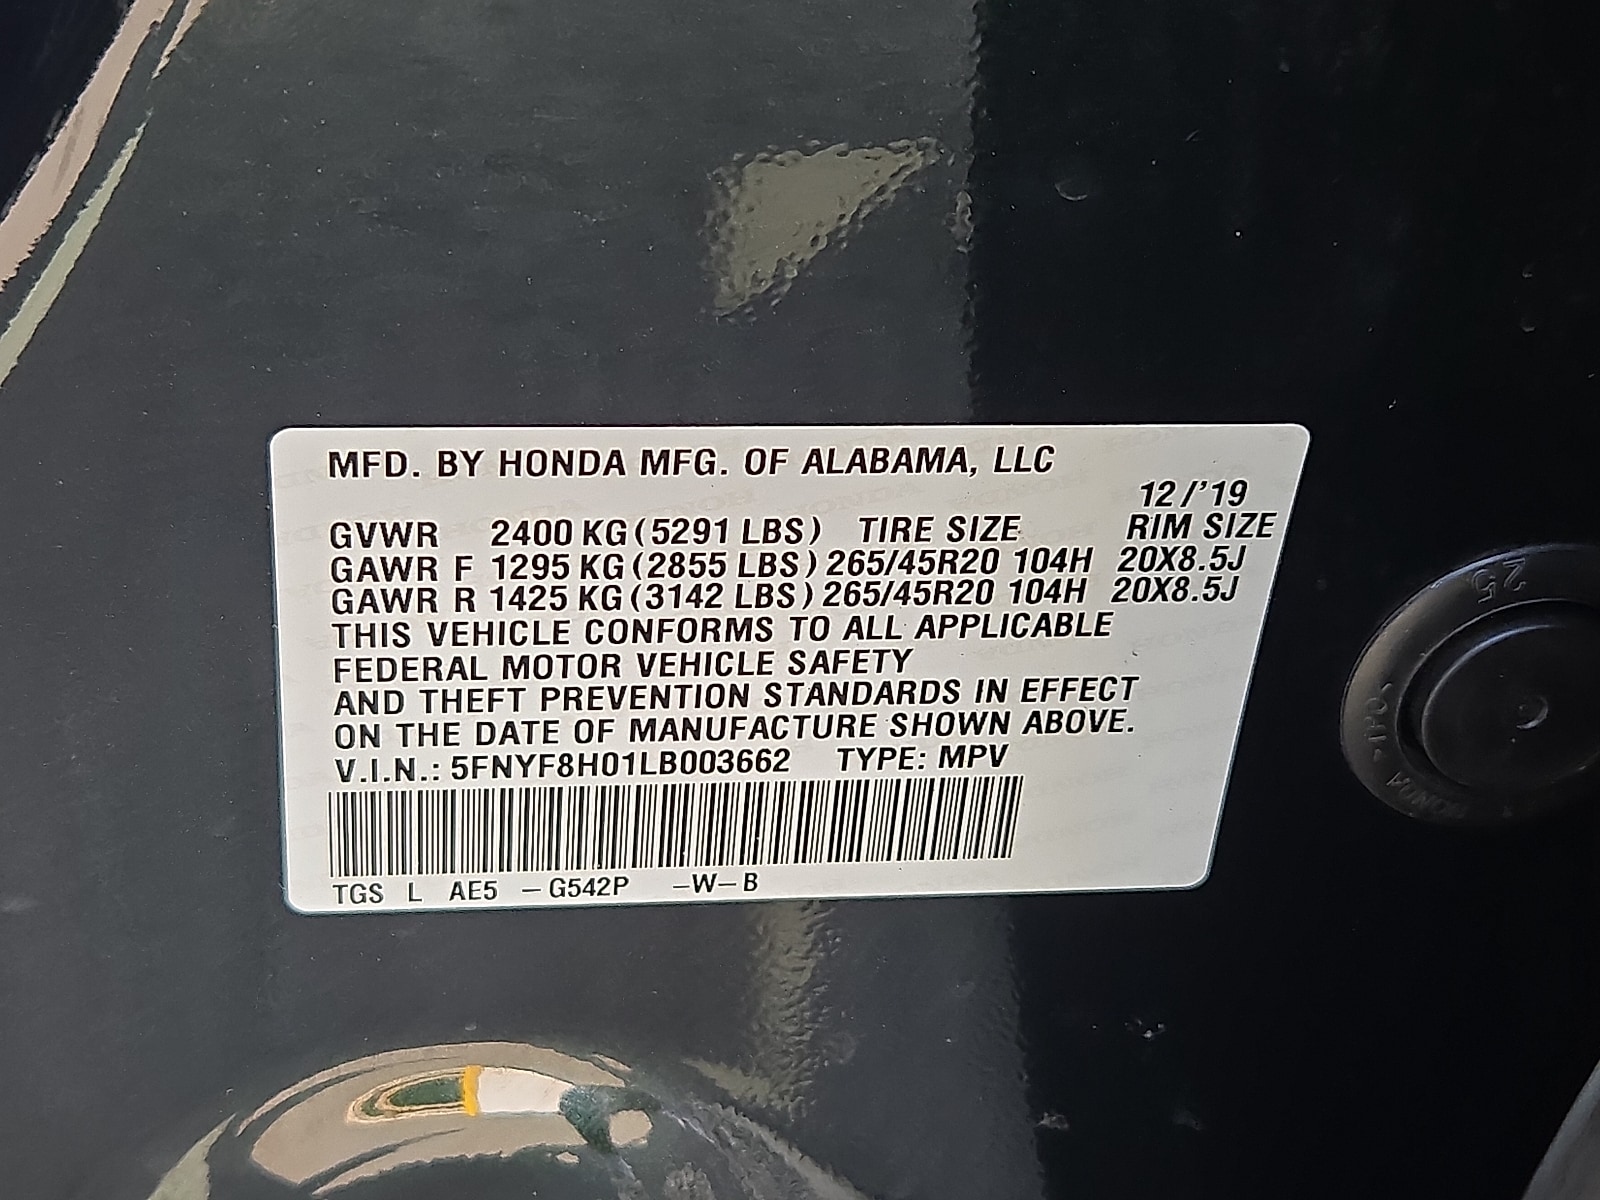 MFD. BY HONDA MFG. OF ALABAMA, LLC
12/'19
GVWR 2400 KG (5291 LBS) TIRE SIZE RIM SIZE
GAWR F 1295 KG (2855 LBS) 265/45R20 104H 20X8.5J
GAWR R 1425 KG (3142 LBS) 265/45R20 104H 20X8.5J
THIS VEHICLE CONFORMS TO ALL APPLICABLE
FEDERAL MOTOR VEHICLE SAFETY
AND THEFT PREVENTION STANDARDS IN EFFECT
ON THE DATE OF MANUFACTURE SHOWN ABOVE.
V.I.N.: 5FNYF8H01LB003662 TYPE: MPV
TGS L AE5 -G542P -W-B
25
HONDA